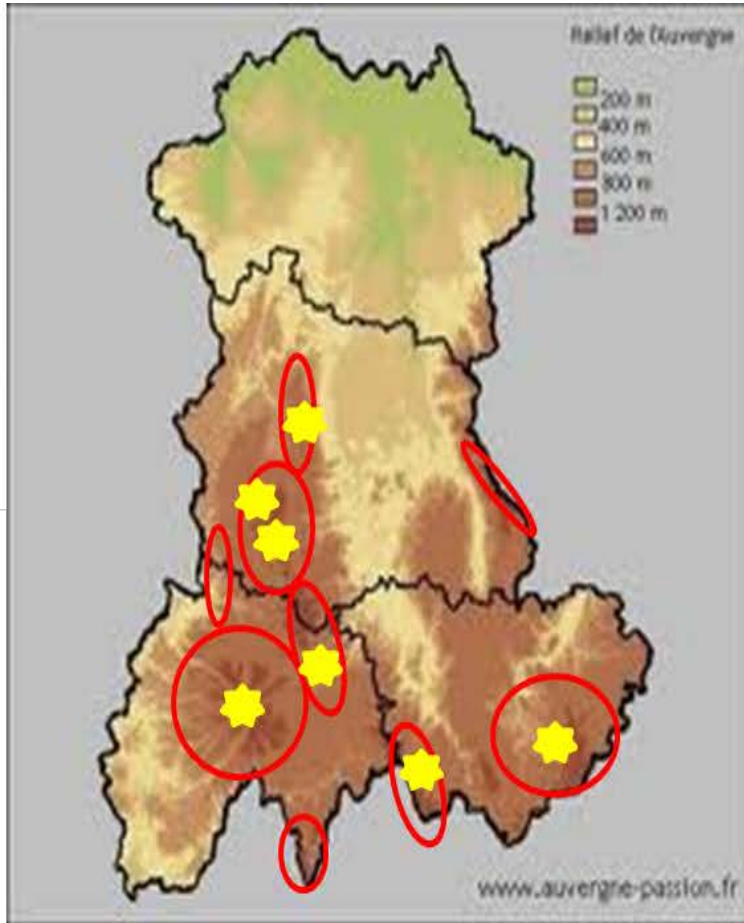 Relief de l'Auvergne
200 m
400 m
600 m
800 m
1 200 m
www.auvergne-passion.fr